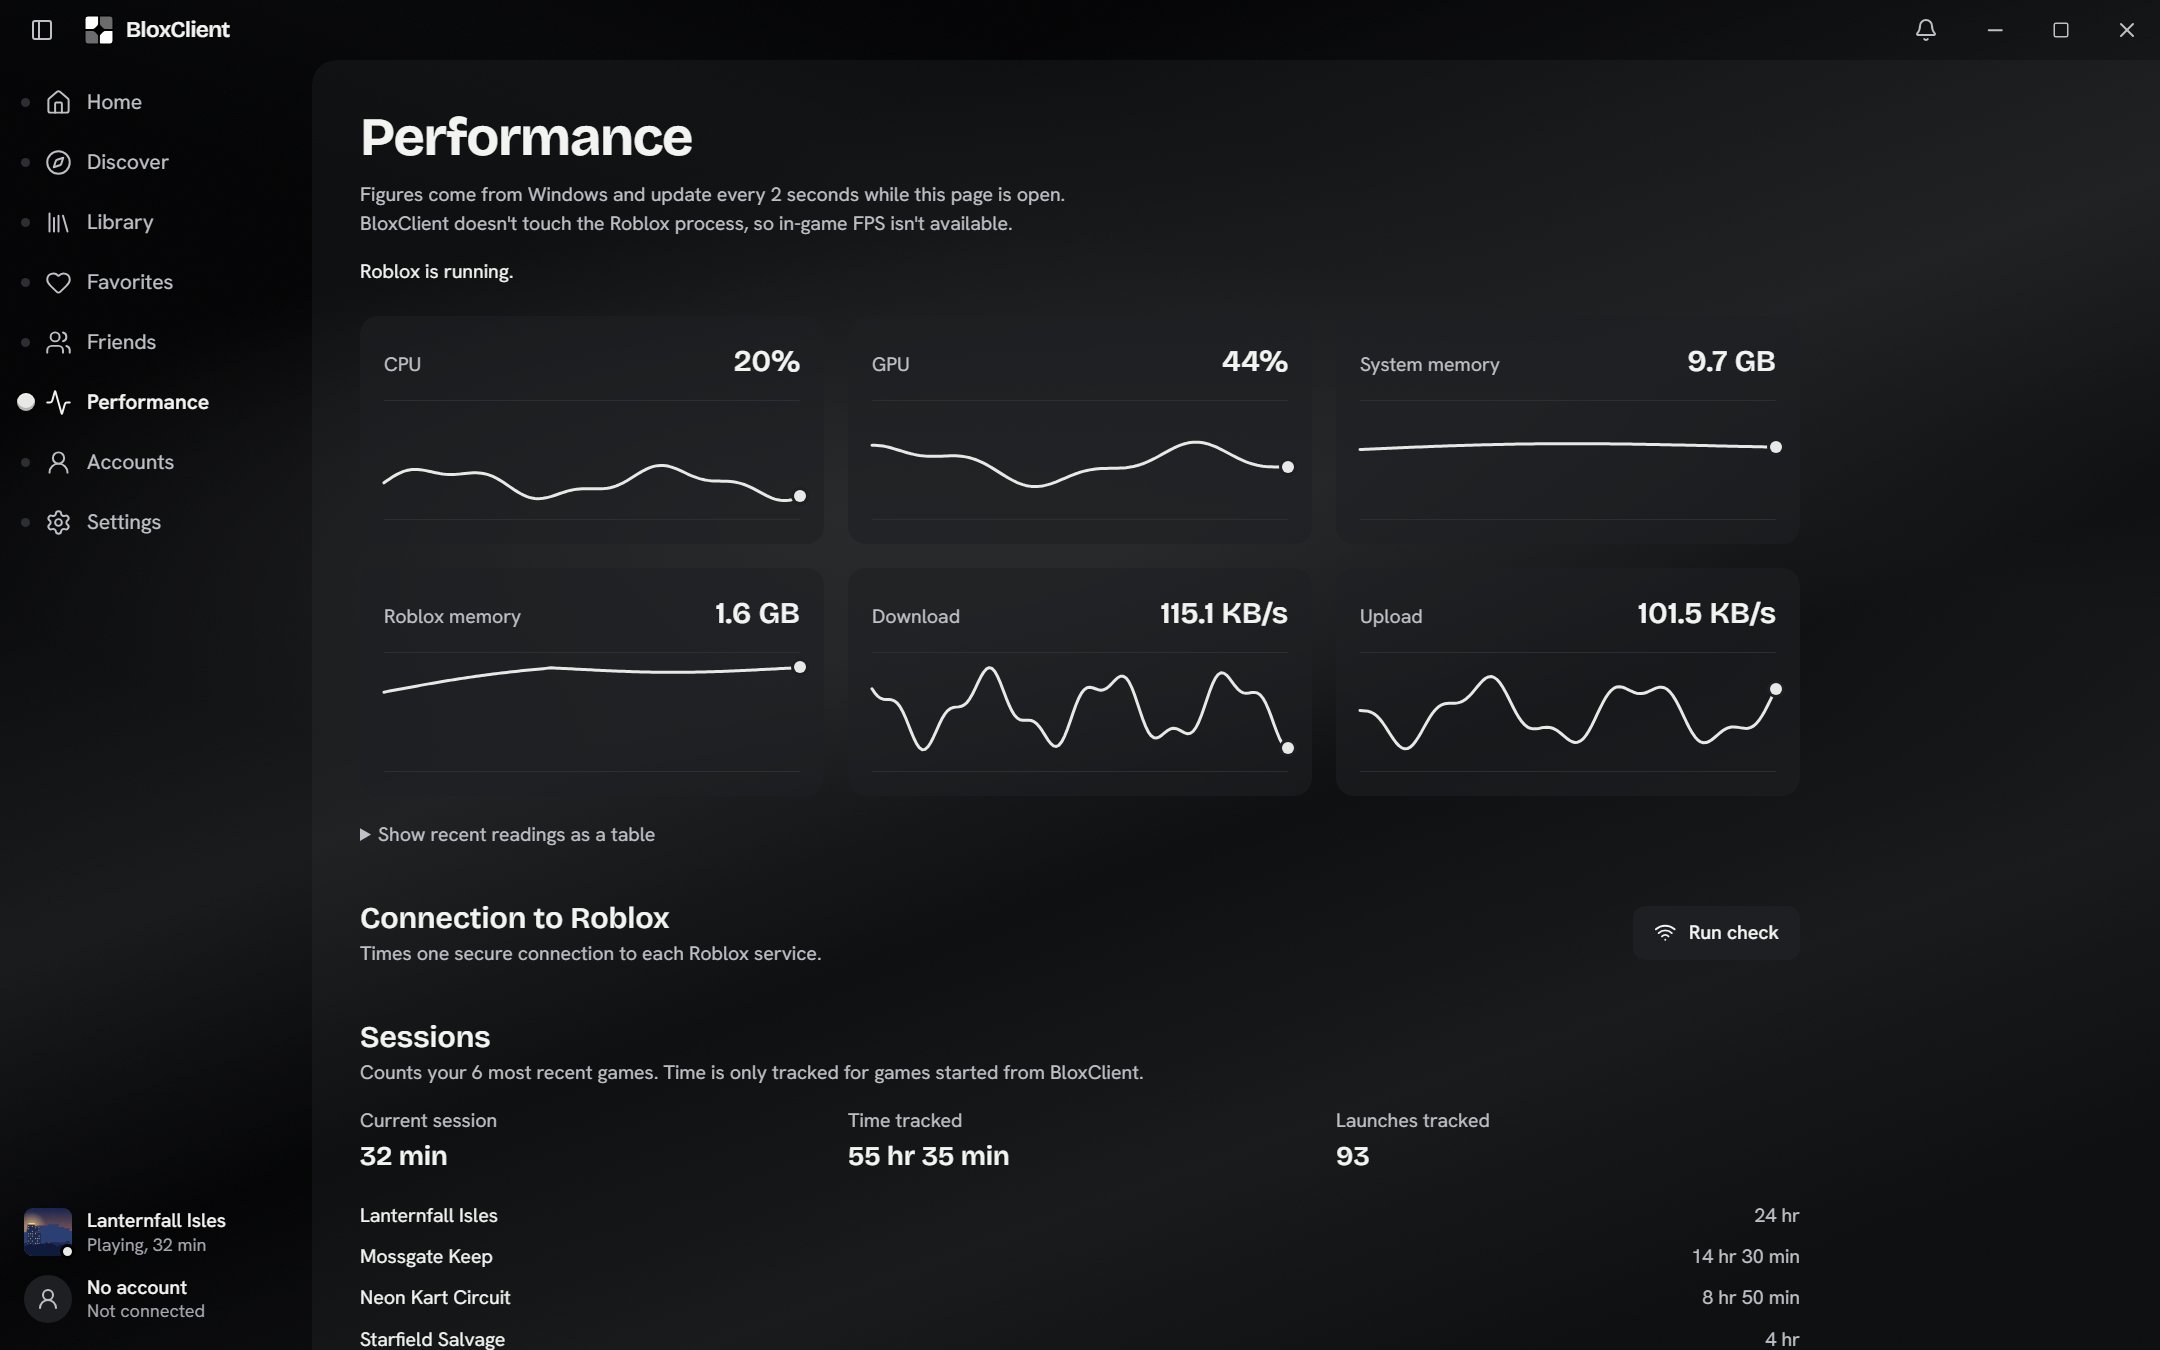 BloxClient
Home
Discover
Library
Favorites
Friends
Performance
Accounts
Settings
Lanternfall Isles
Playing, 32 min
No account
Not connected
Performance
Figures come from Windows and update every 2 seconds while this page is open.
BloxClient doesn't touch the Roblox process, so in-game FPS isn't available.
Roblox is running.
CPU 20%
GPU 44%
System memory 9.7 GB
Roblox memory 1.6 GB
Download 115.1 KB/s
Upload 101.5 KB/s
Show recent readings as a table
Connection to Roblox
Times one secure connection to each Roblox service.
Run check
Sessions
Counts your 6 most recent games. Time is only tracked for games started from BloxClient.
Current session
32 min
Time tracked
55 hr 35 min
Launches tracked
93
Lanternfall Isles 24 hr
Mossgate Keep 14 hr 30 min
Neon Kart Circuit 8 hr 50 min
Starfield Salvage 4 hr